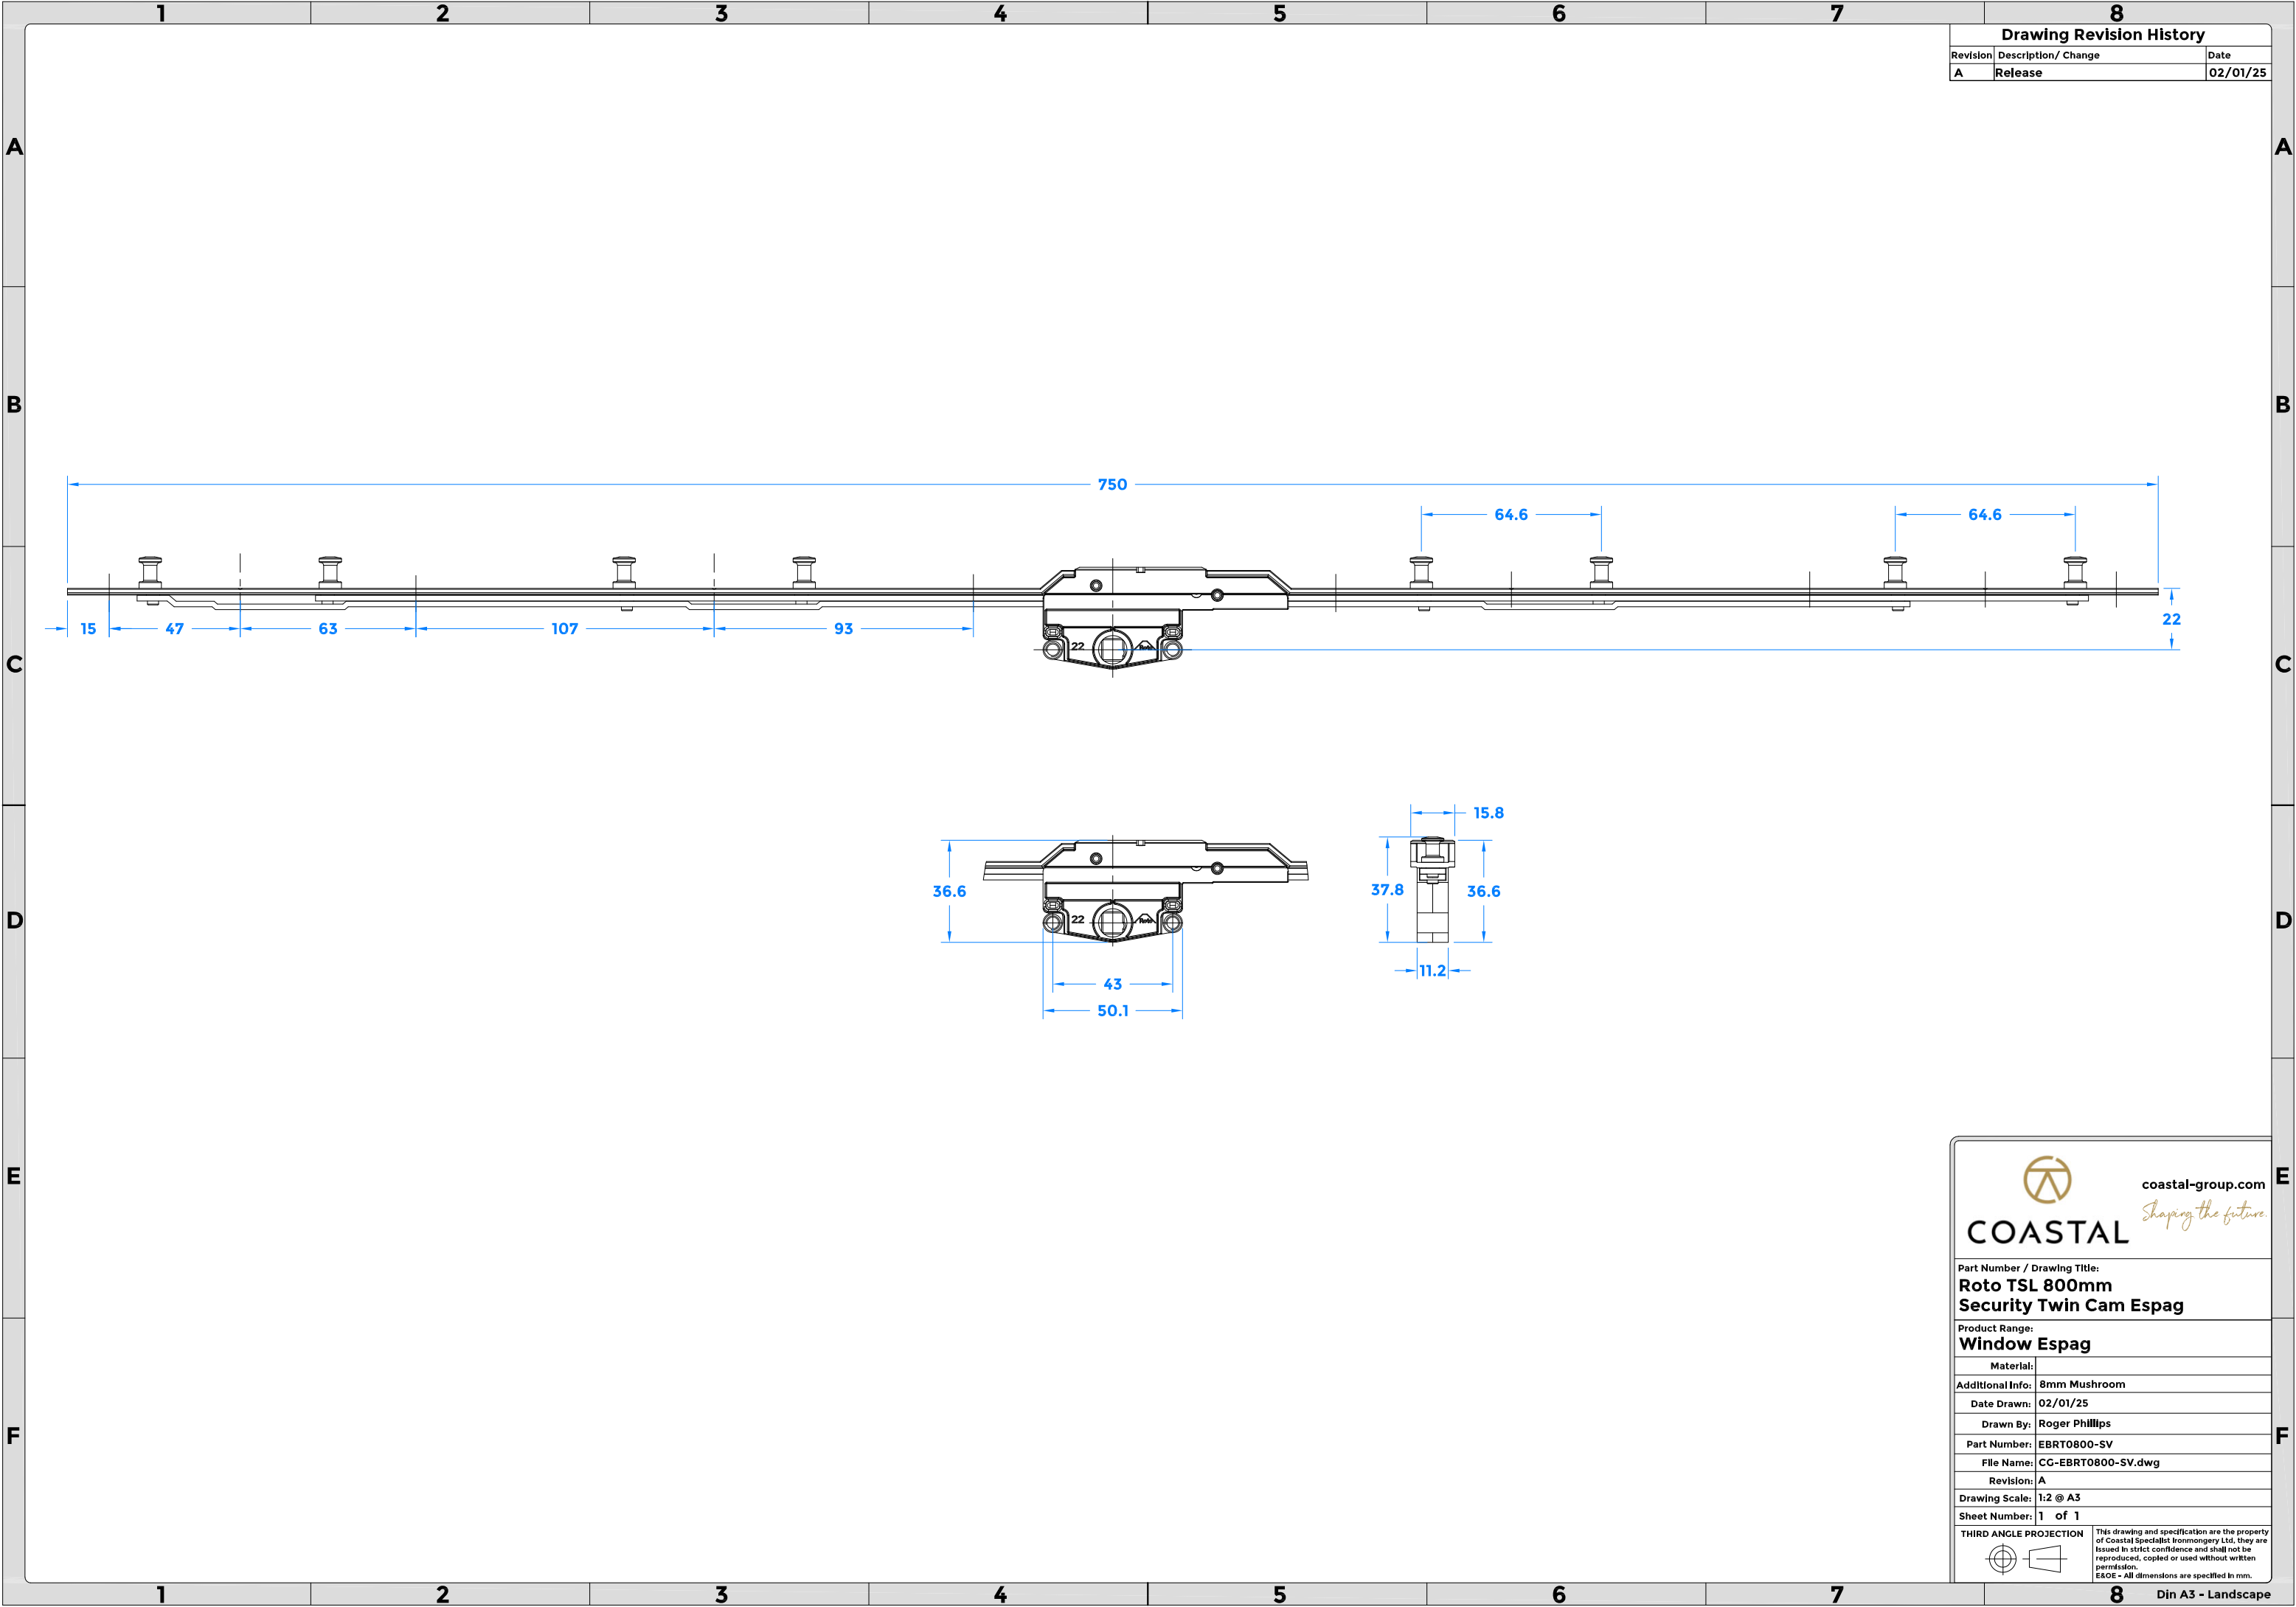 1 2 3 4 5 6 7 8
Drawing Revision History
Revision Description/ Change Date
A Release 02/01/25
A A
B B
750
64.6 64.6
15 47 63 107 93
22
22 Roto
C C
15.8
36.6
37.8 36.6
22 Roto
D D
11.2
43
50.1
E E
coastal-group.com
Shaping the future.
COASTAL
Part Number / Drawing Title:
Roto TSL 800mm
Security Twin Cam Espag
Product Range:
Window Espag
Material:
Additional Info: 8mm Mushroom
Date Drawn: 02/01/25
Drawn By: Roger Phillips
F F
Part Number: EBRT0800-SV
File Name: CG-EBRT0800-SV.dwg
Revision: A
Drawing Scale: 1:2 @ A3
Sheet Number: 1 of 1
THIRD ANGLE PROJECTION
This drawing and specification are the property
of Coastal Specialist Ironmongery Ltd, they are
issued in strict confidence and shall not be
reproduced, copied or used without written
permission.
E&OE - All dimensions are specified in mm.
1 2 3 4 5 6 7 8
Din A3 - Landscape